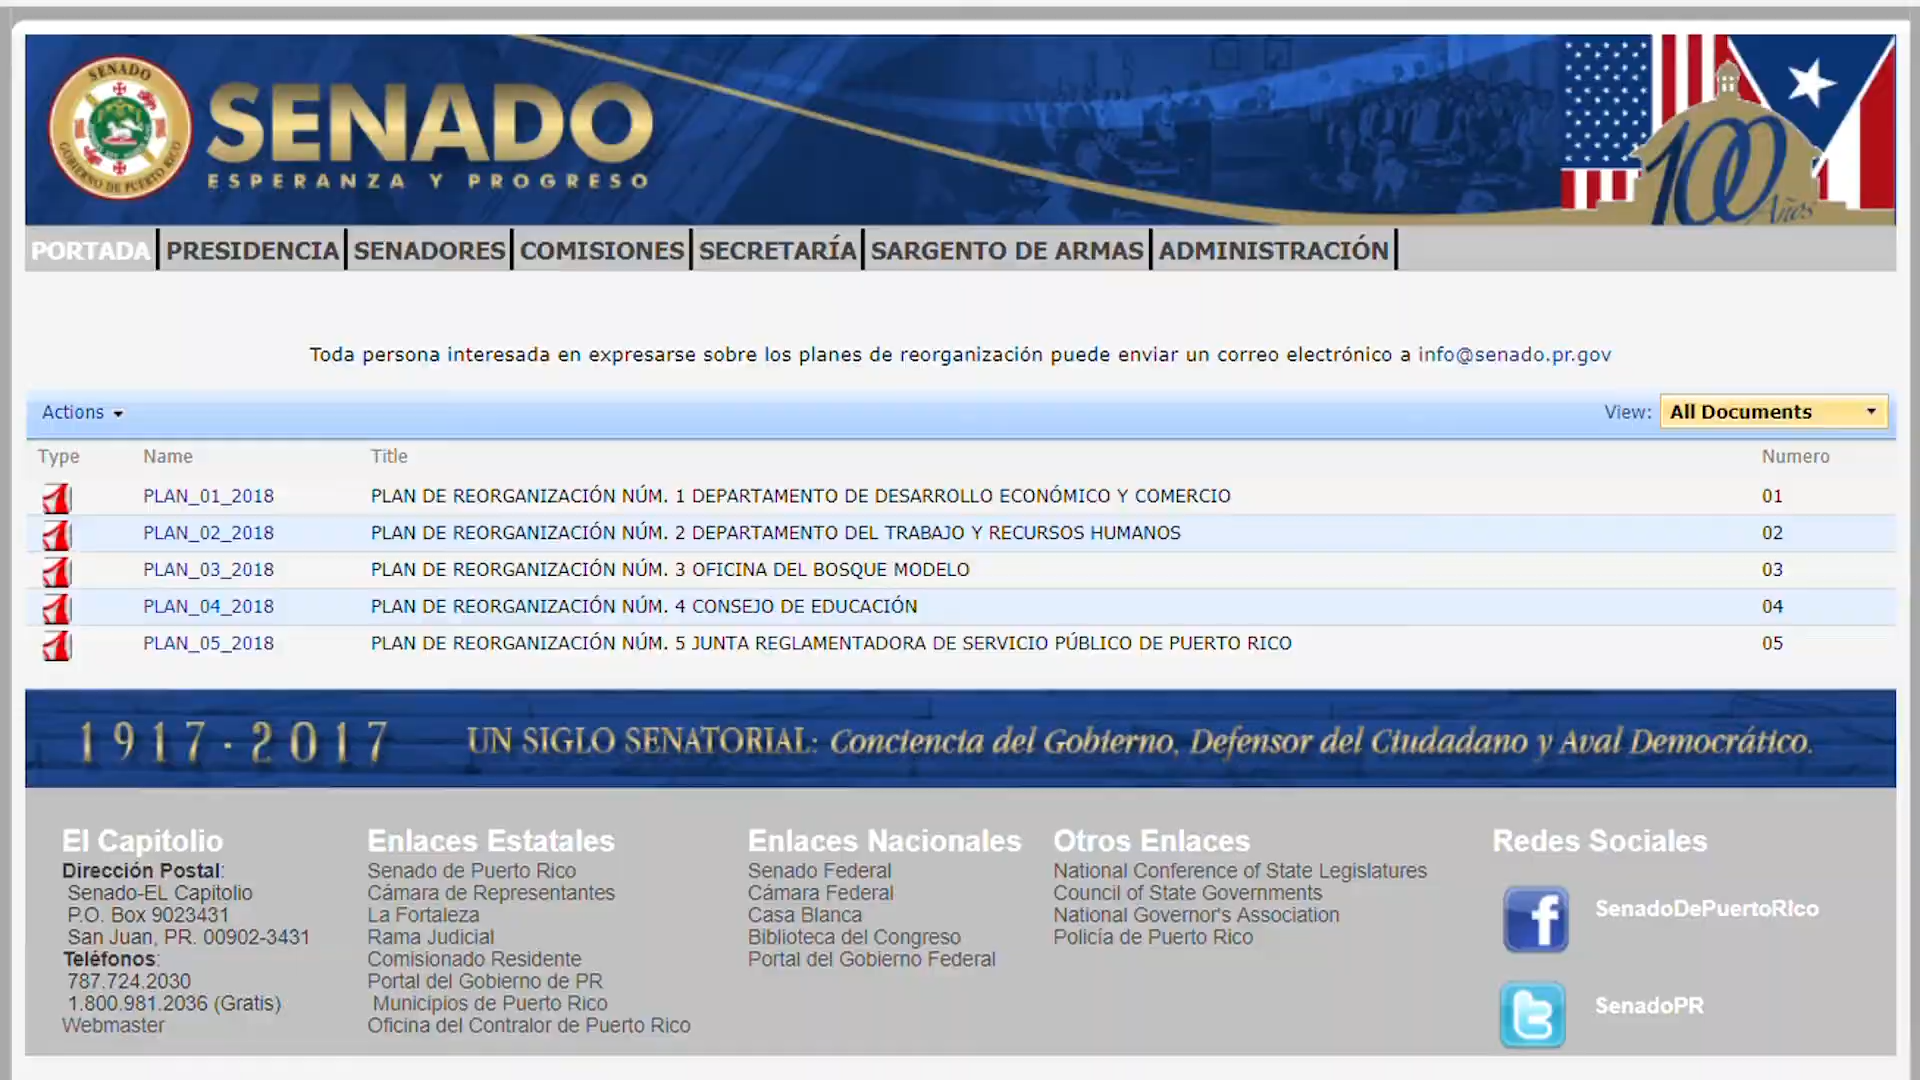 SENADO
GOBIERNO DE PUERTO RICO
SENADO
ESPERANZA Y PROGRESO
100
Años
PORTADA PRESIDENCIA SENADORES COMISIONES SECRETARÍA SARGENTO DE ARMAS ADMINISTRACIÓN
Toda persona interesada en expresarse sobre los planes de reorganización puede enviar un correo electrónico a info@senado.pr.gov
Actions View: All Documents
Type Name Title Numero
PLAN_01_2018 PLAN DE REORGANIZACIÓN NÚM. 1 DEPARTAMENTO DE DESARROLLO ECONÓMICO Y COMERCIO 01
PLAN_02_2018 PLAN DE REORGANIZACIÓN NÚM. 2 DEPARTAMENTO DEL TRABAJO Y RECURSOS HUMANOS 02
PLAN_03_2018 PLAN DE REORGANIZACIÓN NÚM. 3 OFICINA DEL BOSQUE MODELO 03
PLAN_04_2018 PLAN DE REORGANIZACIÓN NÚM. 4 CONSEJO DE EDUCACIÓN 04
PLAN_05_2018 PLAN DE REORGANIZACIÓN NÚM. 5 JUNTA REGLAMENTADORA DE SERVICIO PÚBLICO DE PUERTO RICO 05
1917-2017 UN SIGLO SENATORIAL: Conciencia del Gobierno, Defensor del Ciudadano y Aval Democrático.
El Capitolio
Dirección Postal:
Senado-EL Capitolio
P.O. Box 9023431
San Juan, PR. 00902-3431
Teléfonos:
787.724.2030
1.800.981.2036 (Gratis)
Webmaster
Enlaces Estatales
Senado de Puerto Rico
Cámara de Representantes
La Fortaleza
Rama Judicial
Comisionado Residente
Portal del Gobierno de PR
Municipios de Puerto Rico
Oficina del Contralor de Puerto Rico
Enlaces Nacionales
Senado Federal
Cámara Federal
Casa Blanca
Biblioteca del Congreso
Portal del Gobierno Federal
Otros Enlaces
National Conference of State Legislatures
Council of State Governments
National Governor's Association
Policía de Puerto Rico
Redes Sociales
SenadoDePuertoRIco
SenadoPR